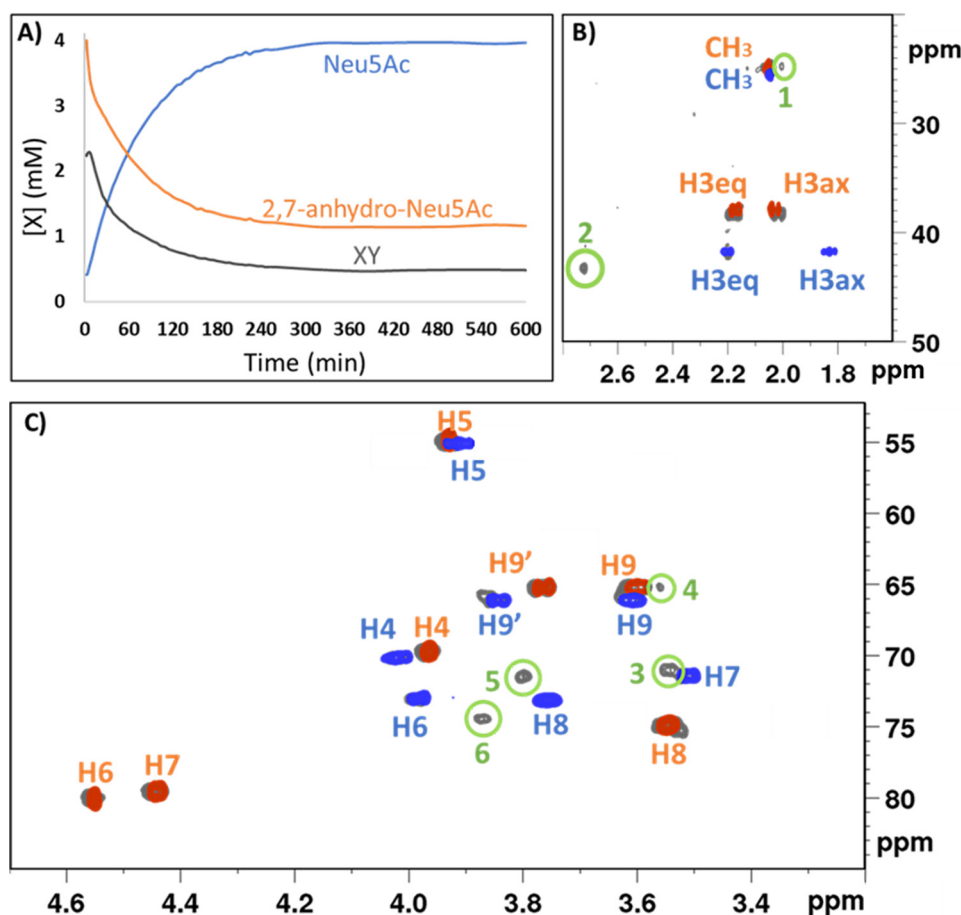 A)
4
3
2
1
0
[X] (mM)
Neu5Ac
2,7-anhydro-Neu5Ac
XY
0 60 120 180 240 300 360 420 480 540 600
Time (min)
B)
ppm
CH3
CH3
1
30
H3eq H3ax
2
40
H3eq H3ax
50
2.6 2.4 2.2 2.0 1.8 ppm
C)
H5
H5
55
60
H9' H9
4
65
H9' H9
H4 H4
70
5 3 H7
H6 H8
75
6 H8
H6 H7
80
ppm
4.6 4.4 4.2 4.0 3.8 3.6 3.4 ppm